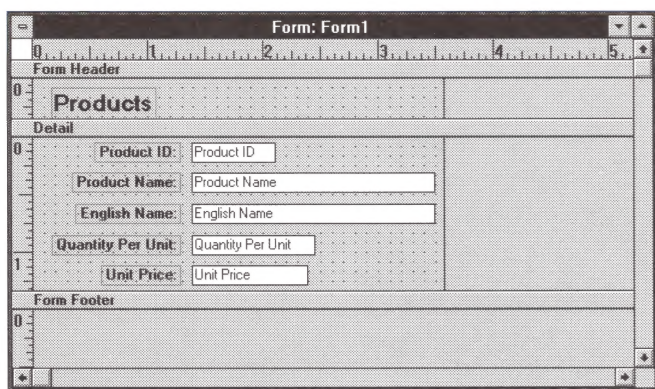 Form: Form1
0 1 2 3 4 5
Form Header
0
Products
Detail
0
Product ID: Product ID
Product Name: Product Name
English Name: English Name
Quantity Per Unit: Quantity Per Unit
1
Unit Price: Unit Price
Form Footer
0